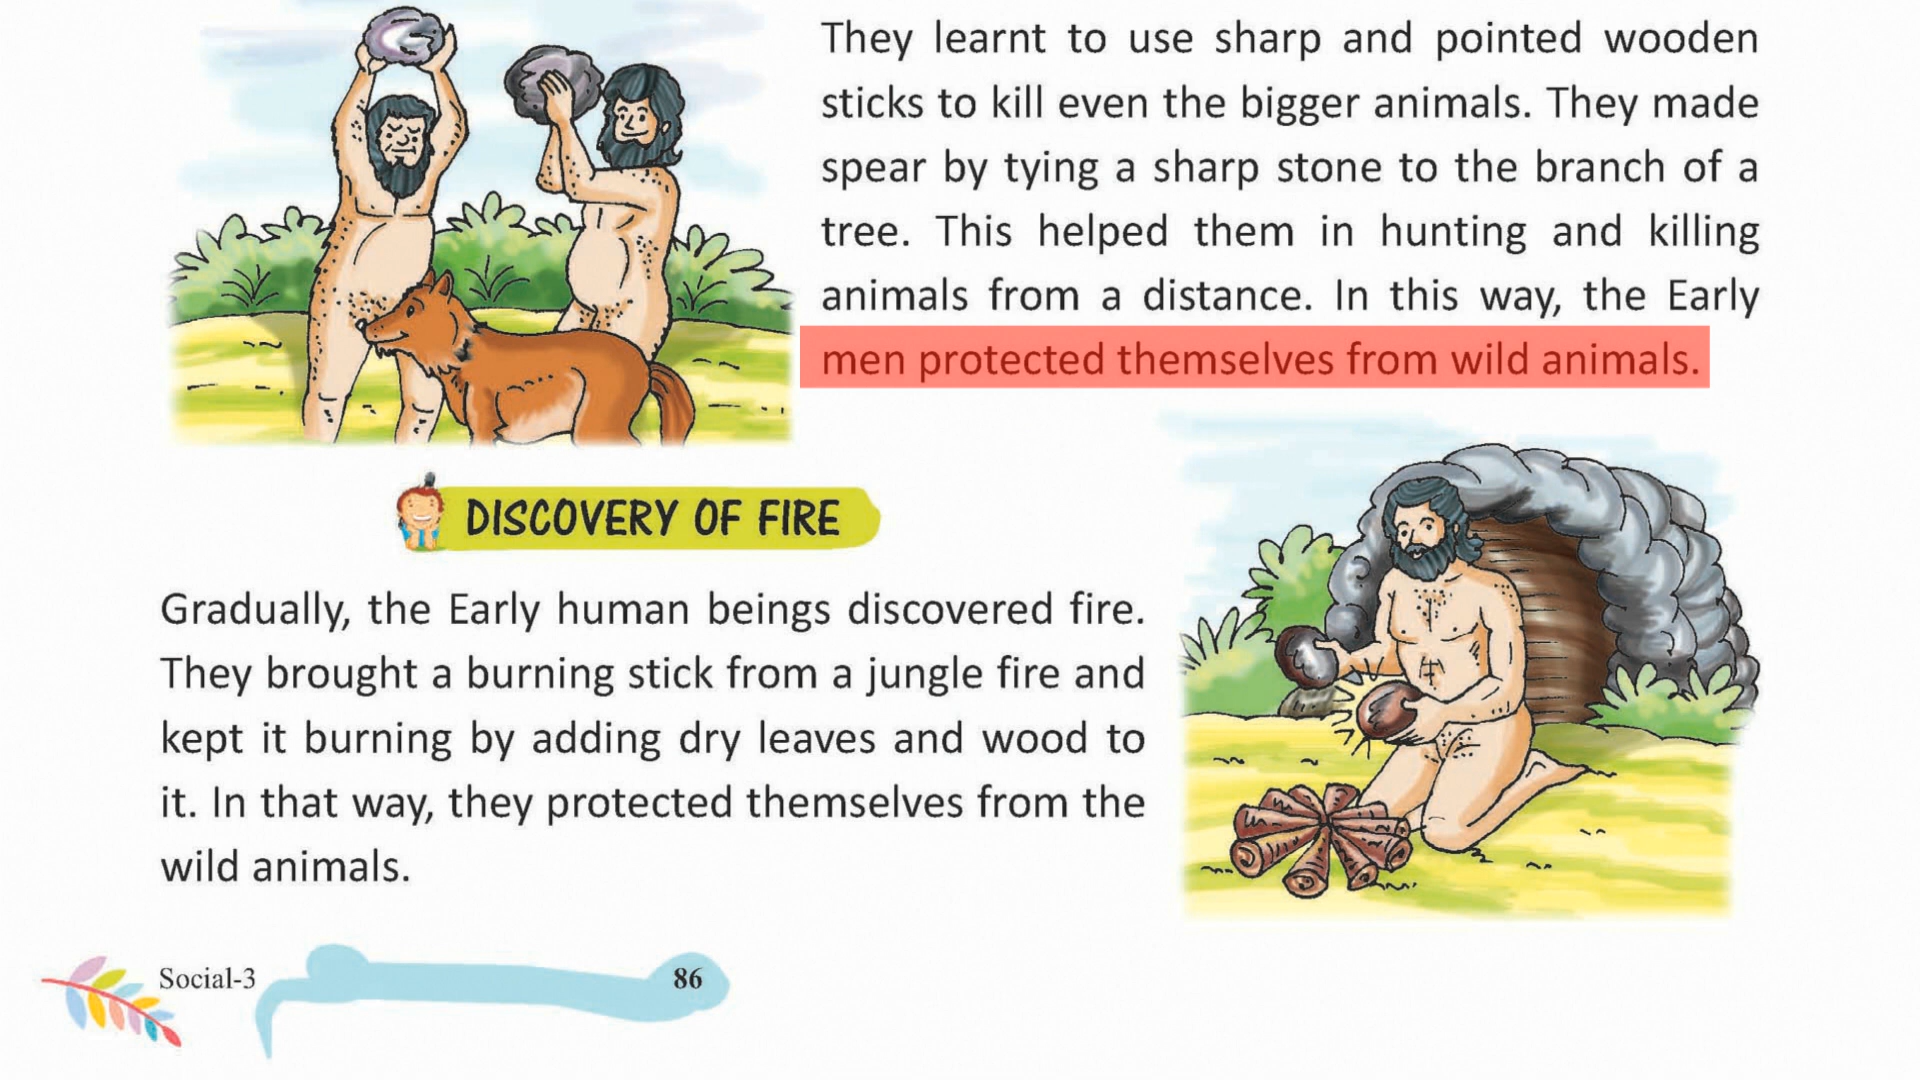 They learnt to use sharp and pointed wooden
sticks to kill even the bigger animals. They made
spear by tying a sharp stone to the branch of a
tree. This helped them in hunting and killing
animals from a distance. In this way, the Early
men protected themselves from wild animals.
DISCOVERY OF FIRE
Gradually, the Early human beings discovered fire.
They brought a burning stick from a jungle fire and
kept it burning by adding dry leaves and wood to
it. In that way, they protected themselves from the
wild animals.
Social-3
86